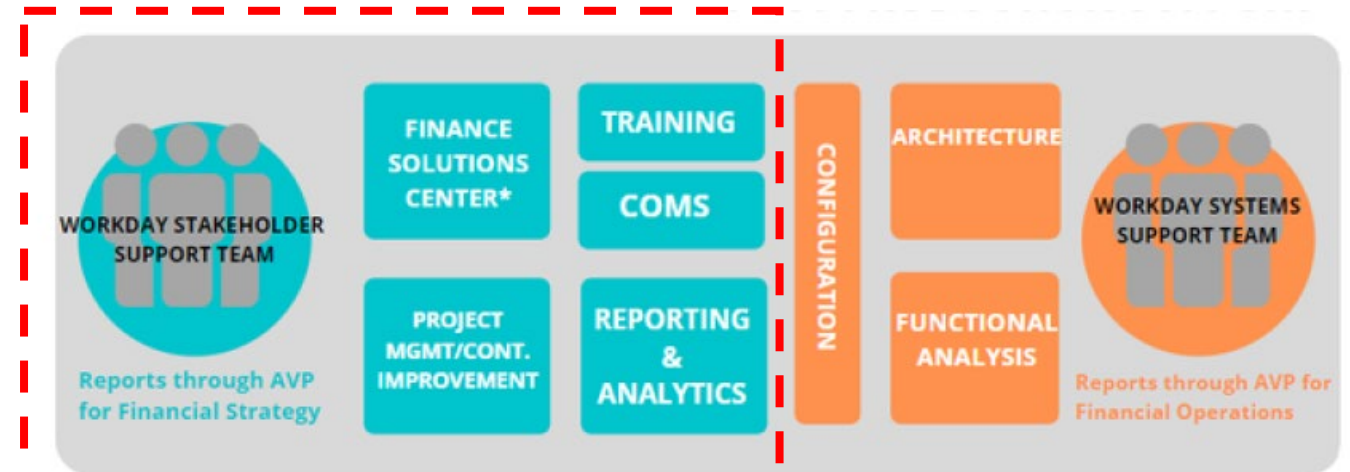 WORKDAY STAKEHOLDER
SUPPORT TEAM
Reports through AVP
for Financial Strategy
FINANCE
SOLUTIONS
CENTER*
TRAINING
COMS
PROJECT
MGMT/CONT.
IMPROVEMENT
REPORTING
&
ANALYTICS
CONFIGURATION
ARCHITECTURE
FUNCTIONAL
ANALYSIS
WORKDAY SYSTEMS
SUPPORT TEAM
Reports through AVP for
Financial Operations